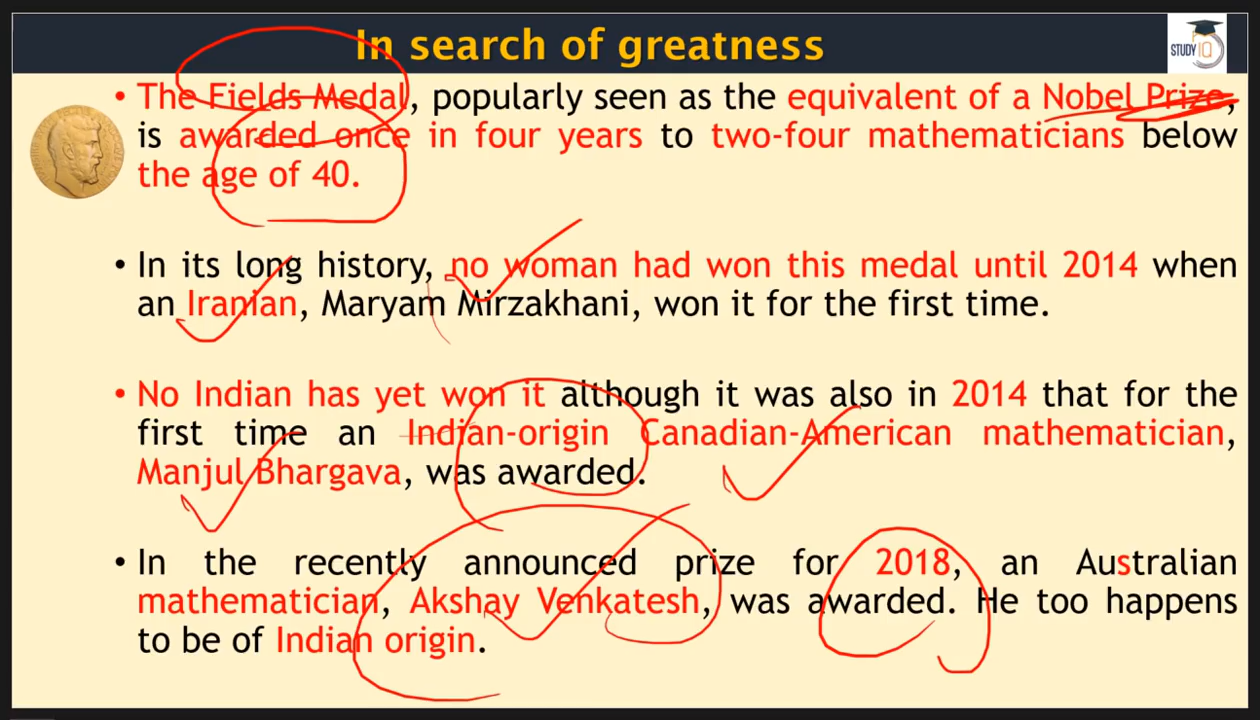 In search of greatness
STUDY IQ
• The Fields Medal, popularly seen as the equivalent of a Nobel Prize,
is awarded once in four years to two-four mathematicians below
the age of 40.
• In its long history, no woman had won this medal until 2014 when
an Iranian, Maryam Mirzakhani, won it for the first time.
• No Indian has yet won it although it was also in 2014 that for the
first time an Indian-origin Canadian-American mathematician,
Manjul Bhargava, was awarded.
• In the recently announced prize for 2018, an Australian
mathematician, Akshay Venkatesh, was awarded. He too happens
to be of Indian origin.